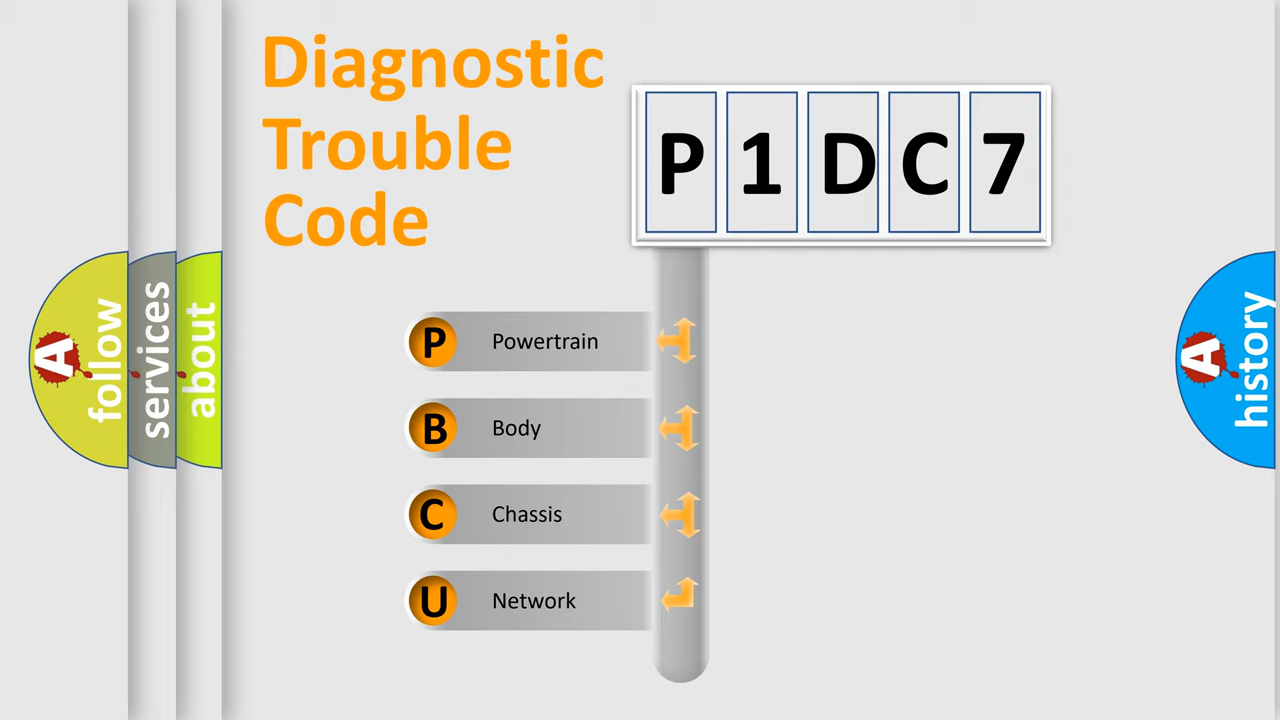 Diagnostic
Trouble
Code
P 1 D C 7
P Powertrain
B Body
C Chassis
U Network
A follow
services
about
A history